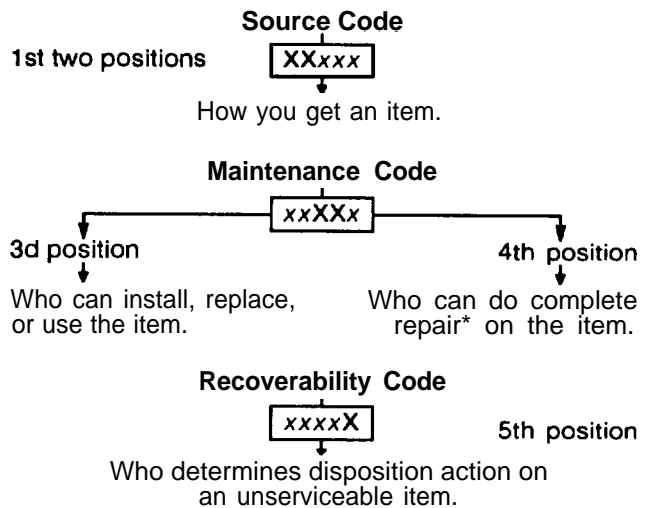 Source Code
1st two positions
XXxxx
How you get an item.
Maintenance Code
xxXXx
3d position
4th position
Who can install, replace,
or use the item.
Who can do complete
repair* on the item.
Recoverability Code
xxxxX
5th position
Who determines disposition action on
an unserviceable item.